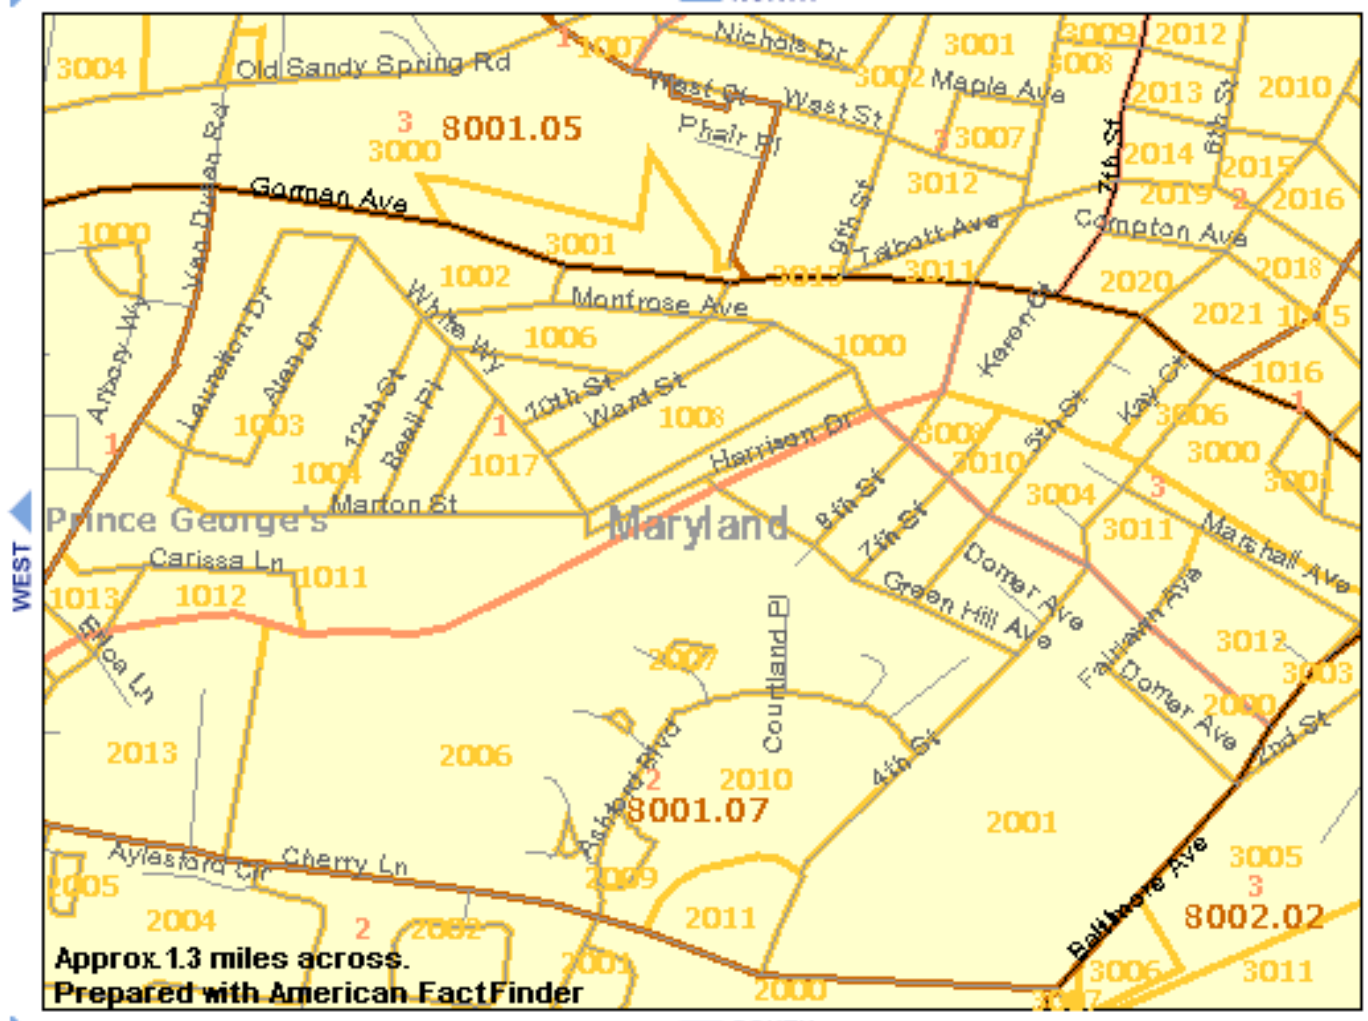 3004
Old Sandy Spring Rd
1
1007
Nichols Dr
3001
3009
2012
3008
3002
Maple Ave
2013
2010
West Ct
West St
3
8001.05
3000
Phair Pl
3
3007
7th St
6th St
2014
2015
Van Dusen Rd
Gorman Ave
3012
2019
2
2016
1000
9th St
Talbott Ave
Compton Ave
3001
1002
3013
3011
2020
2018
Montrose Ave
Karen Ct
2021
1015
White Wy
1006
1000
Arbory Wy
Laurelton Dr
Alan Dr
1016
12th St
Beall Pl
10th St
Ward St
1008
Kay Ct
3006
1
1
1003
1
Harrison Dr
3008
5th St
3000
1004
1017
3010
3001
Marton St
8th St
3004
3
Prince George's
Maryland
7th St
3011
Marshall Ave
WEST
Carissa Ln
1011
Domer Ave
1013
1012
Green Hill Ave
Fairlawn Ave
Erica Ln
Courtland Pl
3012
2007
3003
Domer Ave
2000
2013
2006
Ashford Blvd
2
2010
4th St
2nd St
8001.07
2001
Aylesford Cir
Cherry Ln
Baltimore Ave
3005
2005
2009
3
2004
2
2002
2011
8002.02
Approx. 1.3 miles across.
2001
3006
3011
Prepared with American FactFinder
2000